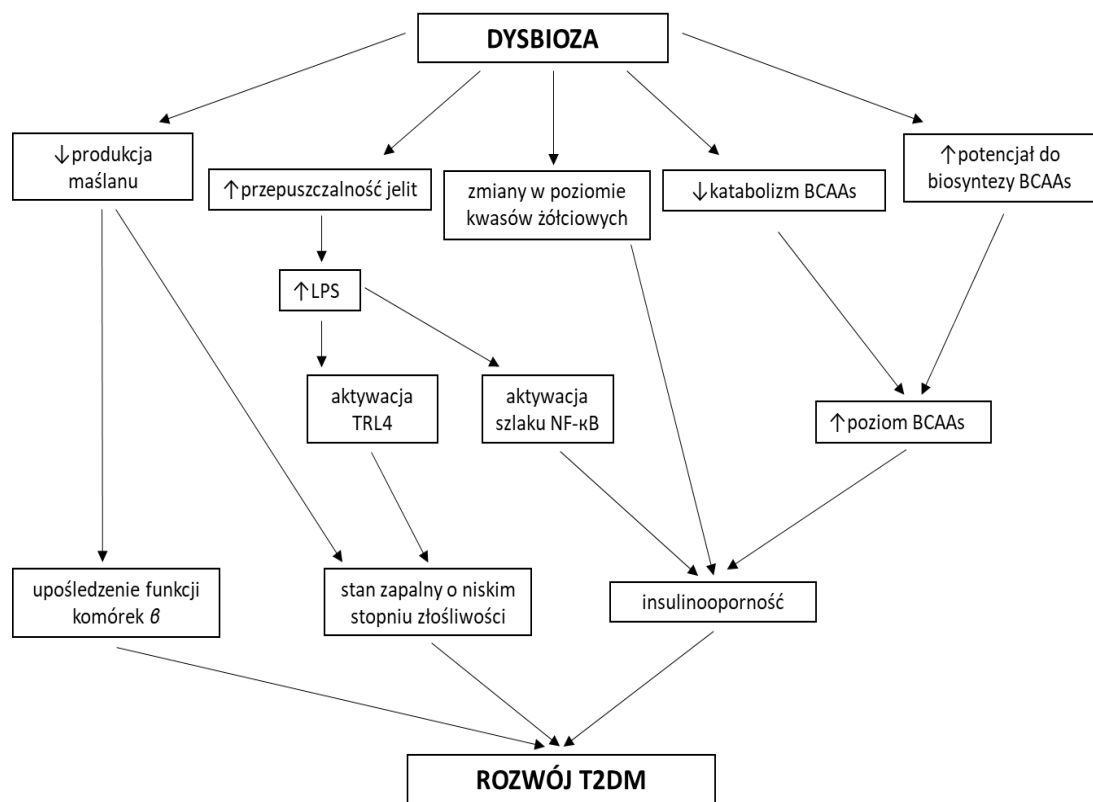 DYSBIOZA
↓produkcja
maślanu
↑przepuszczalność jelit
zmiany w poziomie
kwasów żółciowych
↓katabolizm BCAAs
↑potencjał do
biosyntezy BCAAs
↑LPS
aktywacja
TRL4
aktywacja
szlaku NF-κB
↑poziom BCAAs
upośledzenie funkcji
komórek β
stan zapalny o niskim
stopniu złośliwości
insulinooporność
ROZWÓJ T2DM